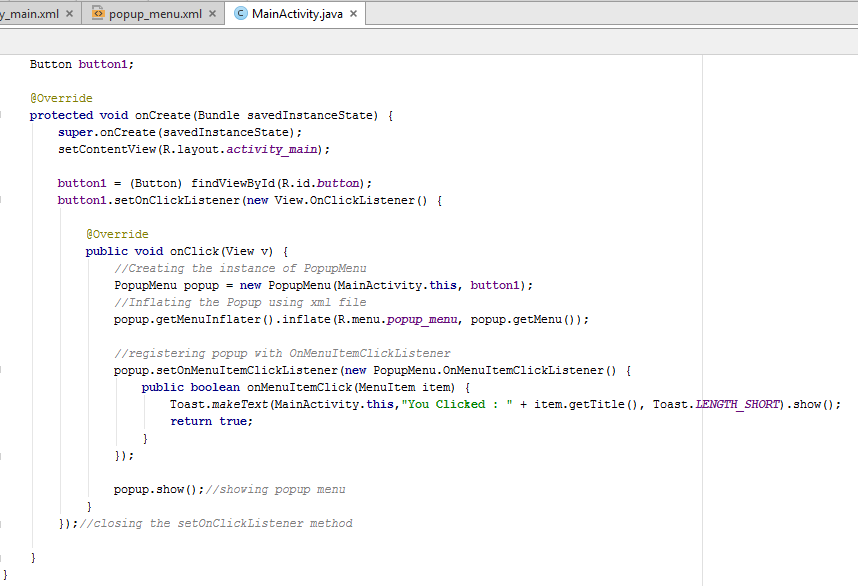 y_main.xml × popup_menu.xml × C MainActivity.java ×
Button button1;
@Override
protected void onCreate(Bundle savedInstanceState) {
super.onCreate(savedInstanceState);
setContentView(R.layout.activity_main);
button1 = (Button) findViewById(R.id.button);
button1.setOnClickListener(new View.OnClickListener() {
@Override
public void onClick(View v) {
//Creating the instance of PopupMenu
PopupMenu popup = new PopupMenu(MainActivity.this, button1);
//Inflating the Popup using xml file
popup.getMenuInflater().inflate(R.menu.popup_menu, popup.getMenu());
//registering popup with OnMenuItemClickListener
popup.setOnMenuItemClickListener(new PopupMenu.OnMenuItemClickListener() {
public boolean onMenuItemClick(MenuItem item) {
Toast.makeText(MainActivity.this,"You Clicked : " + item.getTitle(), Toast.LENGTH_SHORT).show();
return true;
}
});
popup.show();//showing popup menu
}
});//closing the setOnClickListener method
}
}